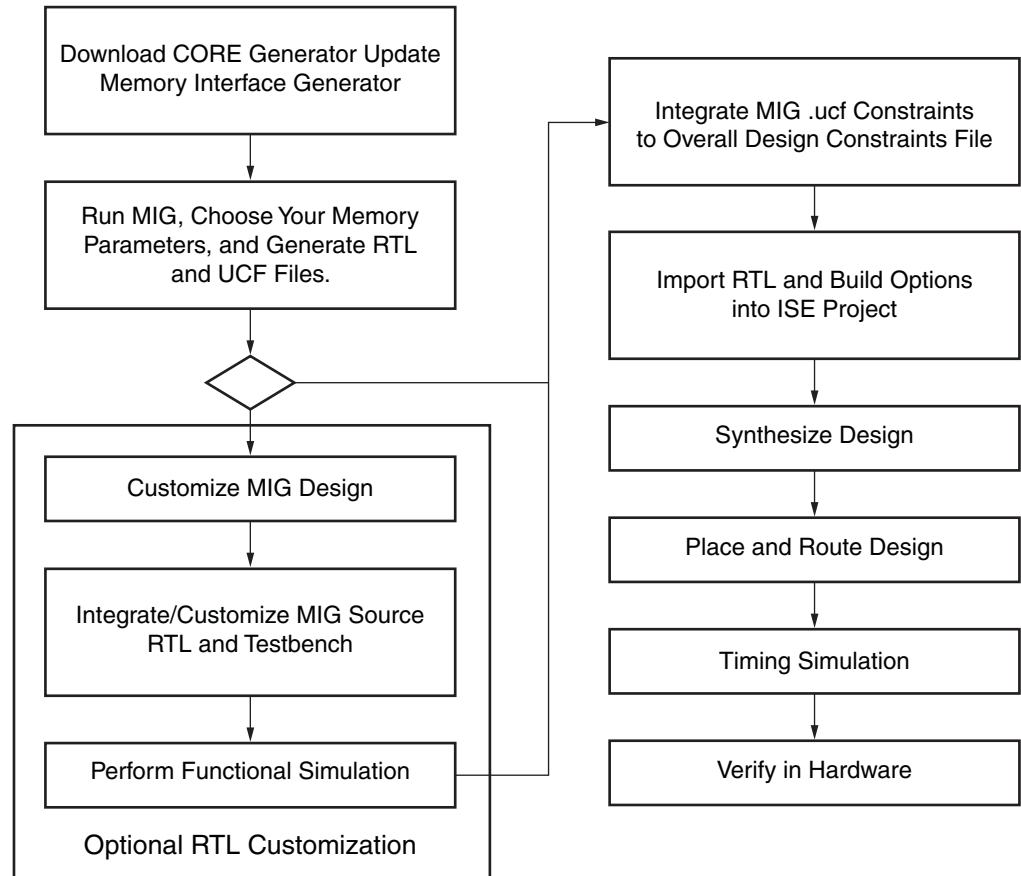 Download CORE Generator Update
Memory Interface Generator
Run MIG, Choose Your Memory
Parameters, and Generate RTL
and UCF Files.
Customize MIG Design
Integrate/Customize MIG Source
RTL and Testbench
Perform Functional Simulation
Optional RTL Customization
Integrate MIG .ucf Constraints
to Overall Design Constraints File
Import RTL and Build Options
into ISE Project
Synthesize Design
Place and Route Design
Timing Simulation
Verify in Hardware